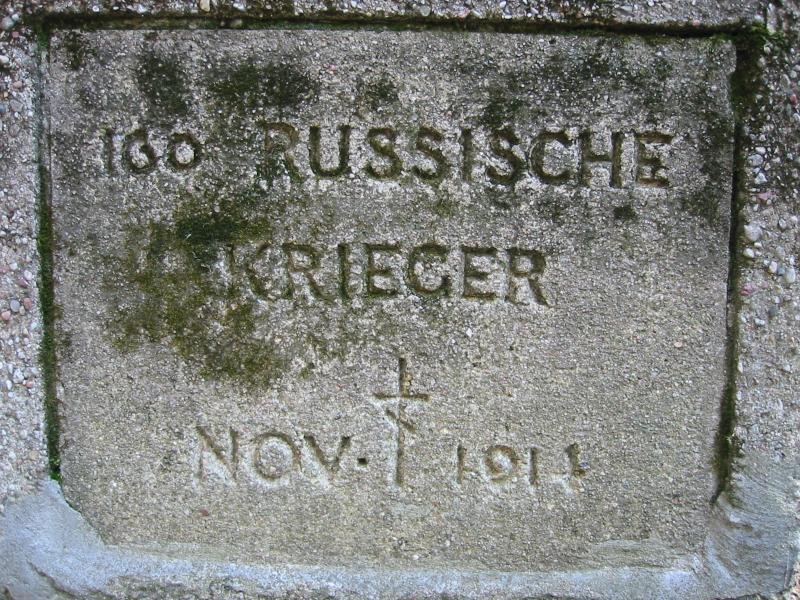 160 RUSSISCHE
KRIEGER
NOV. 1914